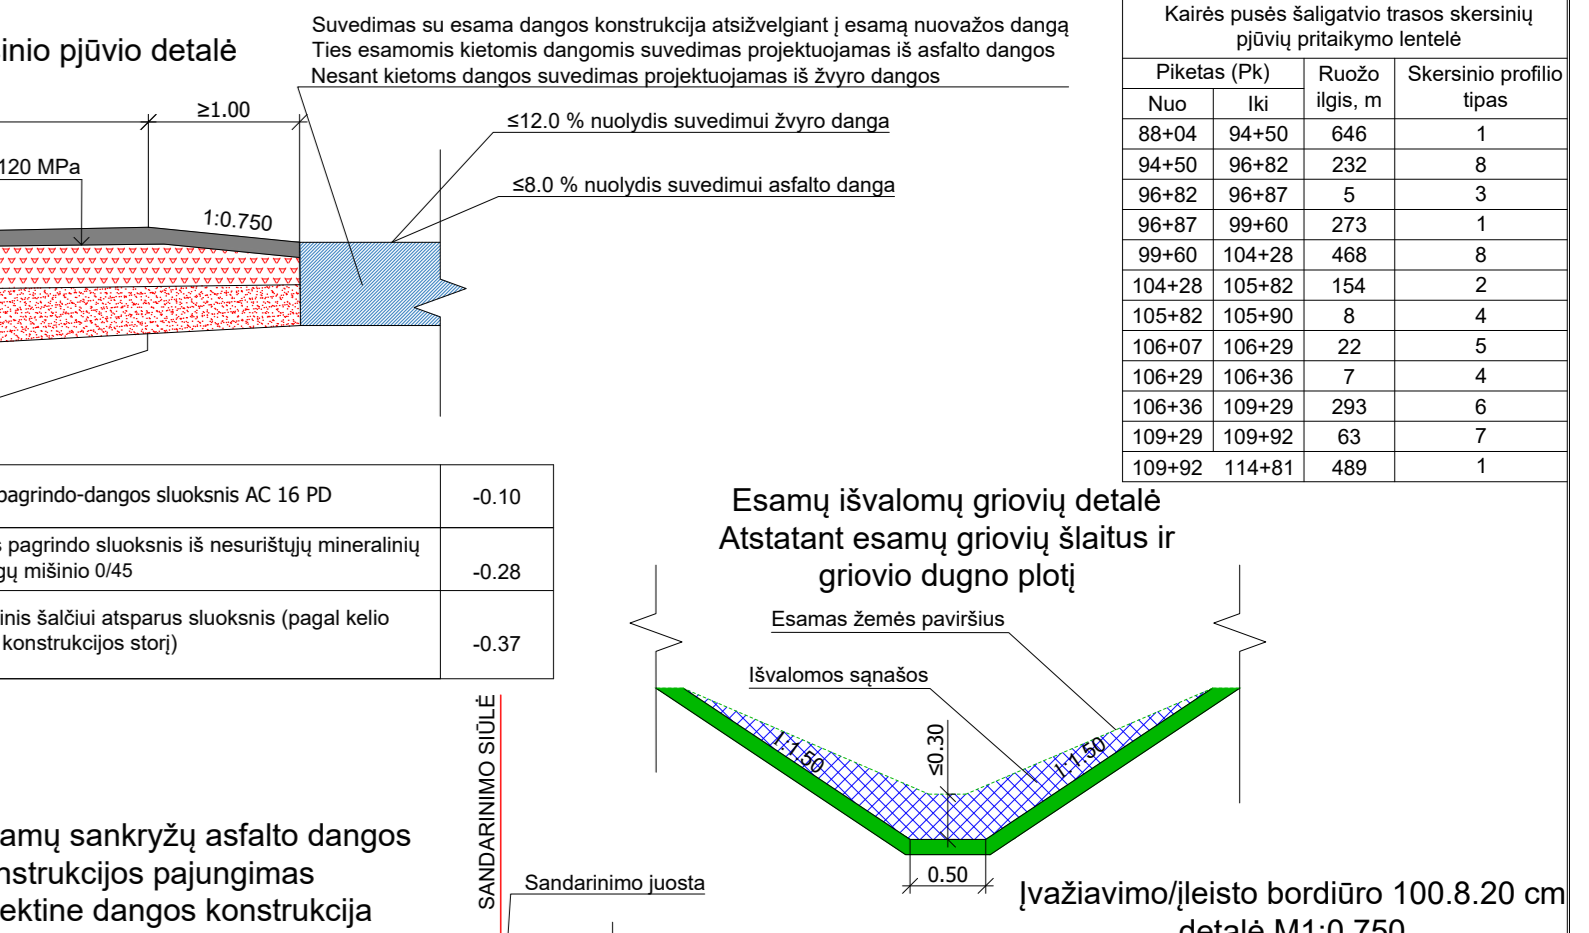 inio pjūvio detalė
Suvedimas su esama dangos konstrukcija atsižvelgiant į esamą nuovažos dangą
Ties esamomis kietomis dangomis suvedimas projektuojamas iš asfalto dangos
Nesant kietoms dangos suvedimas projektuojamas iš žvyro dangos
≥1.00
≤12.0 % nuolydis suvedimui žvyro danga
120 MPa
≤8.0 % nuolydis suvedimui asfalto danga
1:0.750
Kairės pusės šaligatvio trasos skersinių
pjūvių pritaikymo lentelė
Piketas (Pk) Ruožo ilgis, m Skersinio profilio tipas
Nuo Iki
88+04 94+50 646 1
94+50 96+82 232 8
96+82 96+87 5 3
96+87 99+60 273 1
99+60 104+28 468 8
104+28 105+82 154 2
105+82 105+90 8 4
106+07 106+29 22 5
106+29 106+36 7 4
106+36 109+29 293 6
109+29 109+92 63 7
109+92 114+81 489 1
pagrindo-dangos sluoksnis AC 16 PD -0.10
s pagrindo sluoksnis iš nesurištųjų mineralinių
gų mišinio 0/45 -0.28
inis šalčiui atsparus sluoksnis (pagal kelio
konstrukcijos storį) -0.37
Esamų išvalomų griovių detalė
Atstatant esamų griovių šlaitus ir
griovio dugno plotį
Esamas žemės paviršius
Išvalomos sąnašos
1:1.50
≤0.30
1:1.50
0.50
SANDARINIMO SIŪLĖ
Sandarinimo juosta
amų sankryžų asfalto dangos
nstrukcijos pajungimas
ektine dangos konstrukcija
Įvažiavimo/įleisto bordiūro 100.8.20 cm
detalė M1:0.750